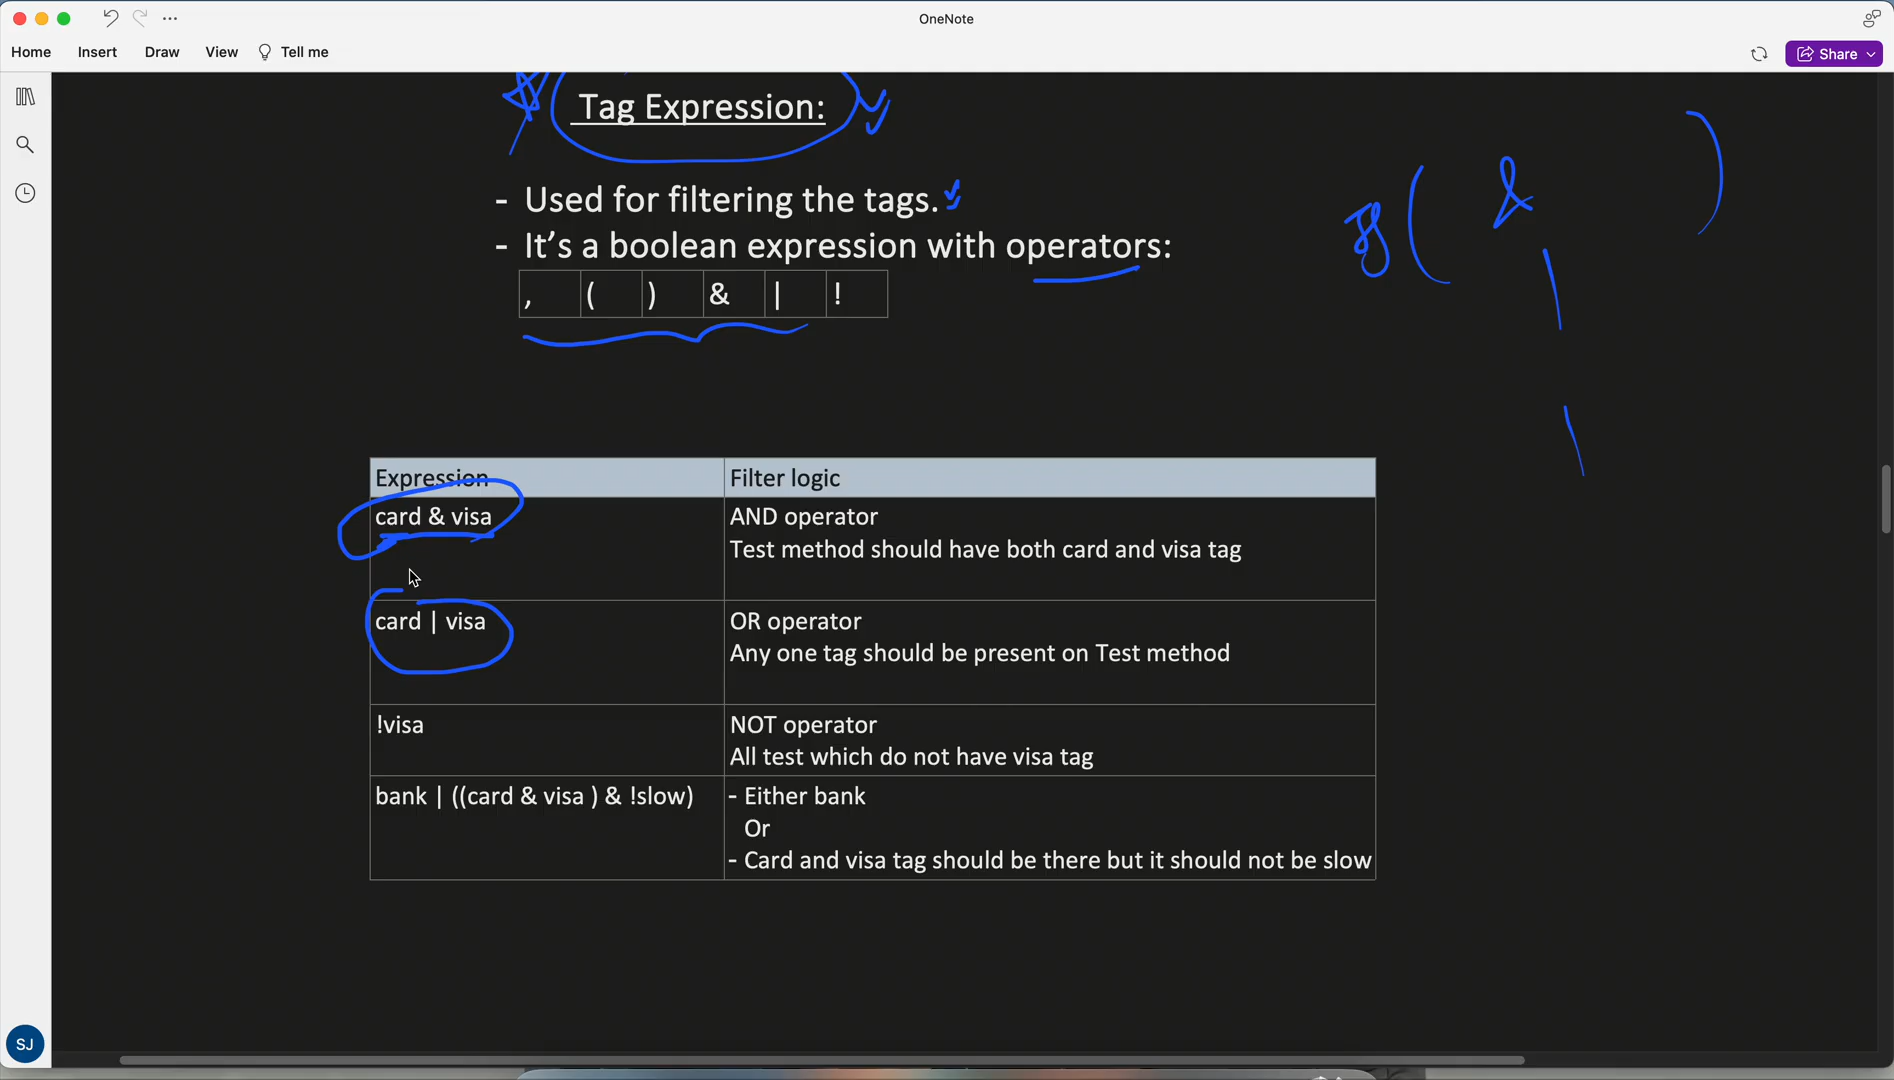 OneNote
Home Insert Draw View Tell me
Share
Tag Expression:
- Used for filtering the tags.
- It's a boolean expression with operators:
, ( ) & | !
( & )
Expression Filter logic
card & visa AND operator
Test method should have both card and visa tag
card | visa OR operator
Any one tag should be present on Test method
!visa NOT operator
All test which do not have visa tag
bank | ((card & visa ) & !slow) - Either bank
Or
- Card and visa tag should be there but it should not be slow
SJ